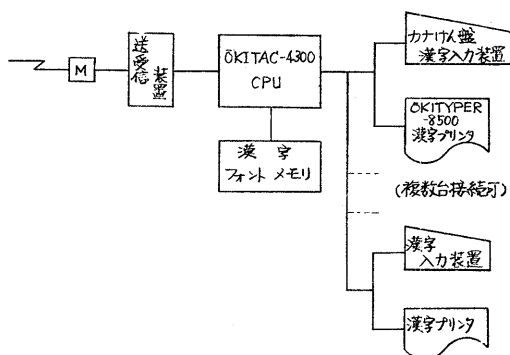 M
送受信
装置
OKITAC-4300
CPU
漢字
フォントメモリ
カナけん盤
漢字入力装置
OKITYPER
-8500
漢字プリンタ
(複数台接続可)
漢字
入力装置
漢字プリンタ